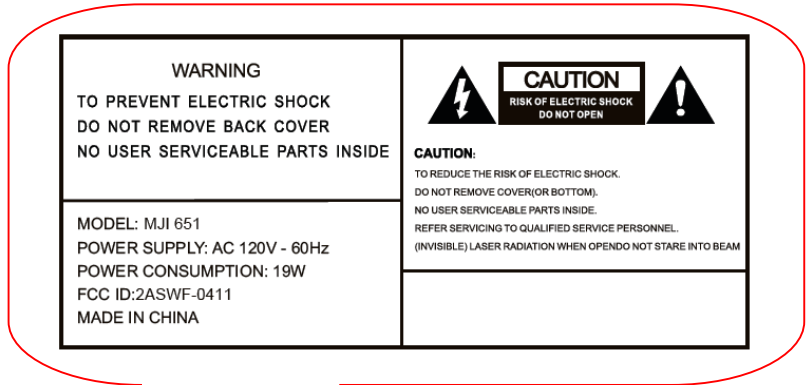 WARNING
TO PREVENT ELECTRIC SHOCK
DO NOT REMOVE BACK COVER
NO USER SERVICEABLE PARTS INSIDE
MODEL: MJI 651
POWER SUPPLY: AC 120V - 60Hz
POWER CONSUMPTION: 19W
FCC ID:2ASWF-0411
MADE IN CHINA
CAUTION
RISK OF ELECTRIC SHOCK
DO NOT OPEN
CAUTION:
TO REDUCE THE RISK OF ELECTRIC SHOCK.
DO NOT REMOVE COVER(OR BOTTOM).
NO USER SERVICEABLE PARTS INSIDE.
REFER SERVICING TO QUALIFIED SERVICE PERSONNEL.
(INVISIBLE) LASER RADIATION WHEN OPENDO NOT STARE INTO BEAM